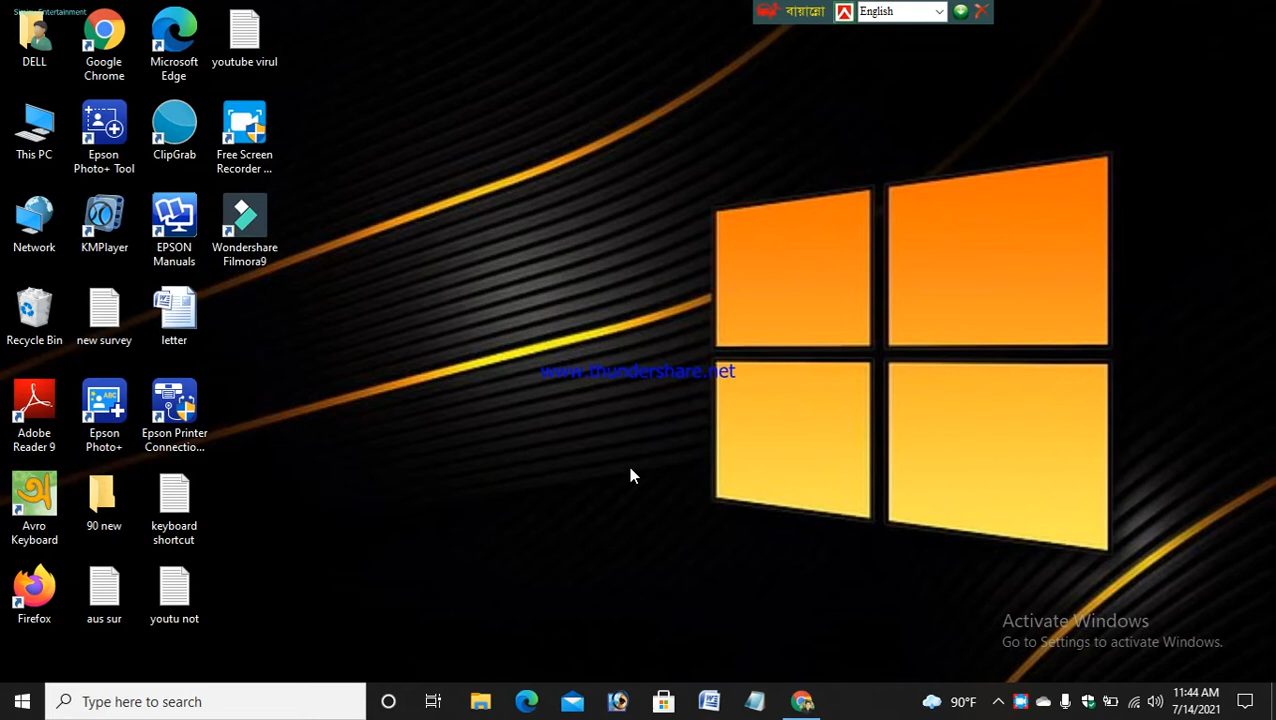 Entertainment
DELL
Google
Chrome
Microsoft
Edge
youtube virul
This PC
Epson
Photo+ Tool
ClipGrab
Free Screen
Recorder ...
Network
KMPlayer
EPSON
Manuals
Wondershare
Filmora9
Recycle Bin
new survey
letter
Adobe
Reader 9
Epson
Photo+
Epson Printer
Connectio...
Avro
Keyboard
90 new
keyboard
shortcut
Firefox
aus sur
youtu not
বায়ান্নো
English
www.thundershare.net
Activate Windows
Go to Settings to activate Windows.
Type here to search
90°F
11:44 AM
7/14/2021